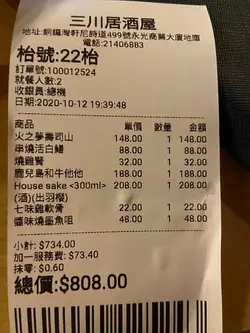 三川居酒屋
地址:銅鑼灣軒尼詩道499號永光商業大廈地庫
電話:21406883
枱號:22枱
訂單號:100012524
就餐人數:2
收銀員:總機
日期:2020-10-12 19:39:48
商品 單價 數量 金額
火之夢壽司山 148.00 1 148.00
串燒活白鱔 88.00 1 88.00
燒雞腎 32.00 1 32.00
鹿兒島和牛他他 188.00 1 188.00
House sake <300ml> 208.00 1 208.00
(酒)(出羽櫻)
七味雞軟骨 22.00 1 22.00
醬味燒墨魚咀 48.00 1 48.00
小計: $734.00
加一服務費: $73.40
抹零: $0.60
總價:$808.00